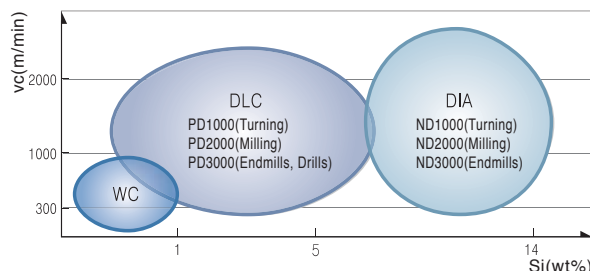 vc(m/min)
2000
1000
300
DLC
PD1000(Turning)
PD2000(Milling)
PD3000(Endmills, Drills)
DIA
ND1000(Turning)
ND2000(Milling)
ND3000(Endmills)
WC
1
5
14
Si(wt%)